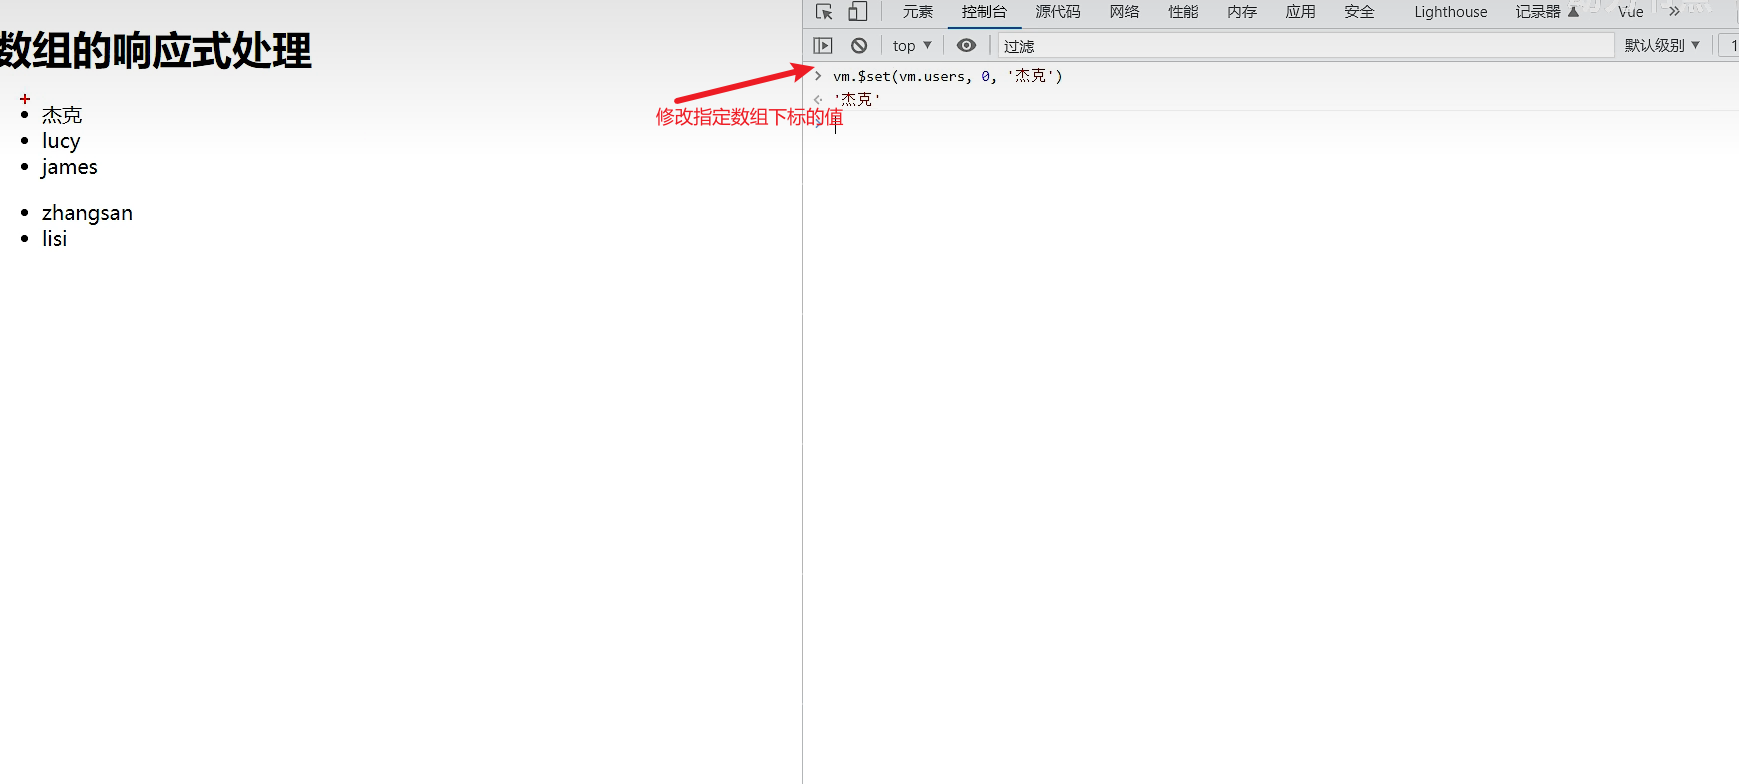 数组的响应式处理
杰克
lucy
james
zhangsan
lisi
修改指定数组下标的值
元素 控制台 源代码 网络 性能 内存 应用 安全 Lighthouse 记录器 Vue
top 过滤 默认级别 1
vm.$set(vm.users, 0, '杰克')
'杰克'